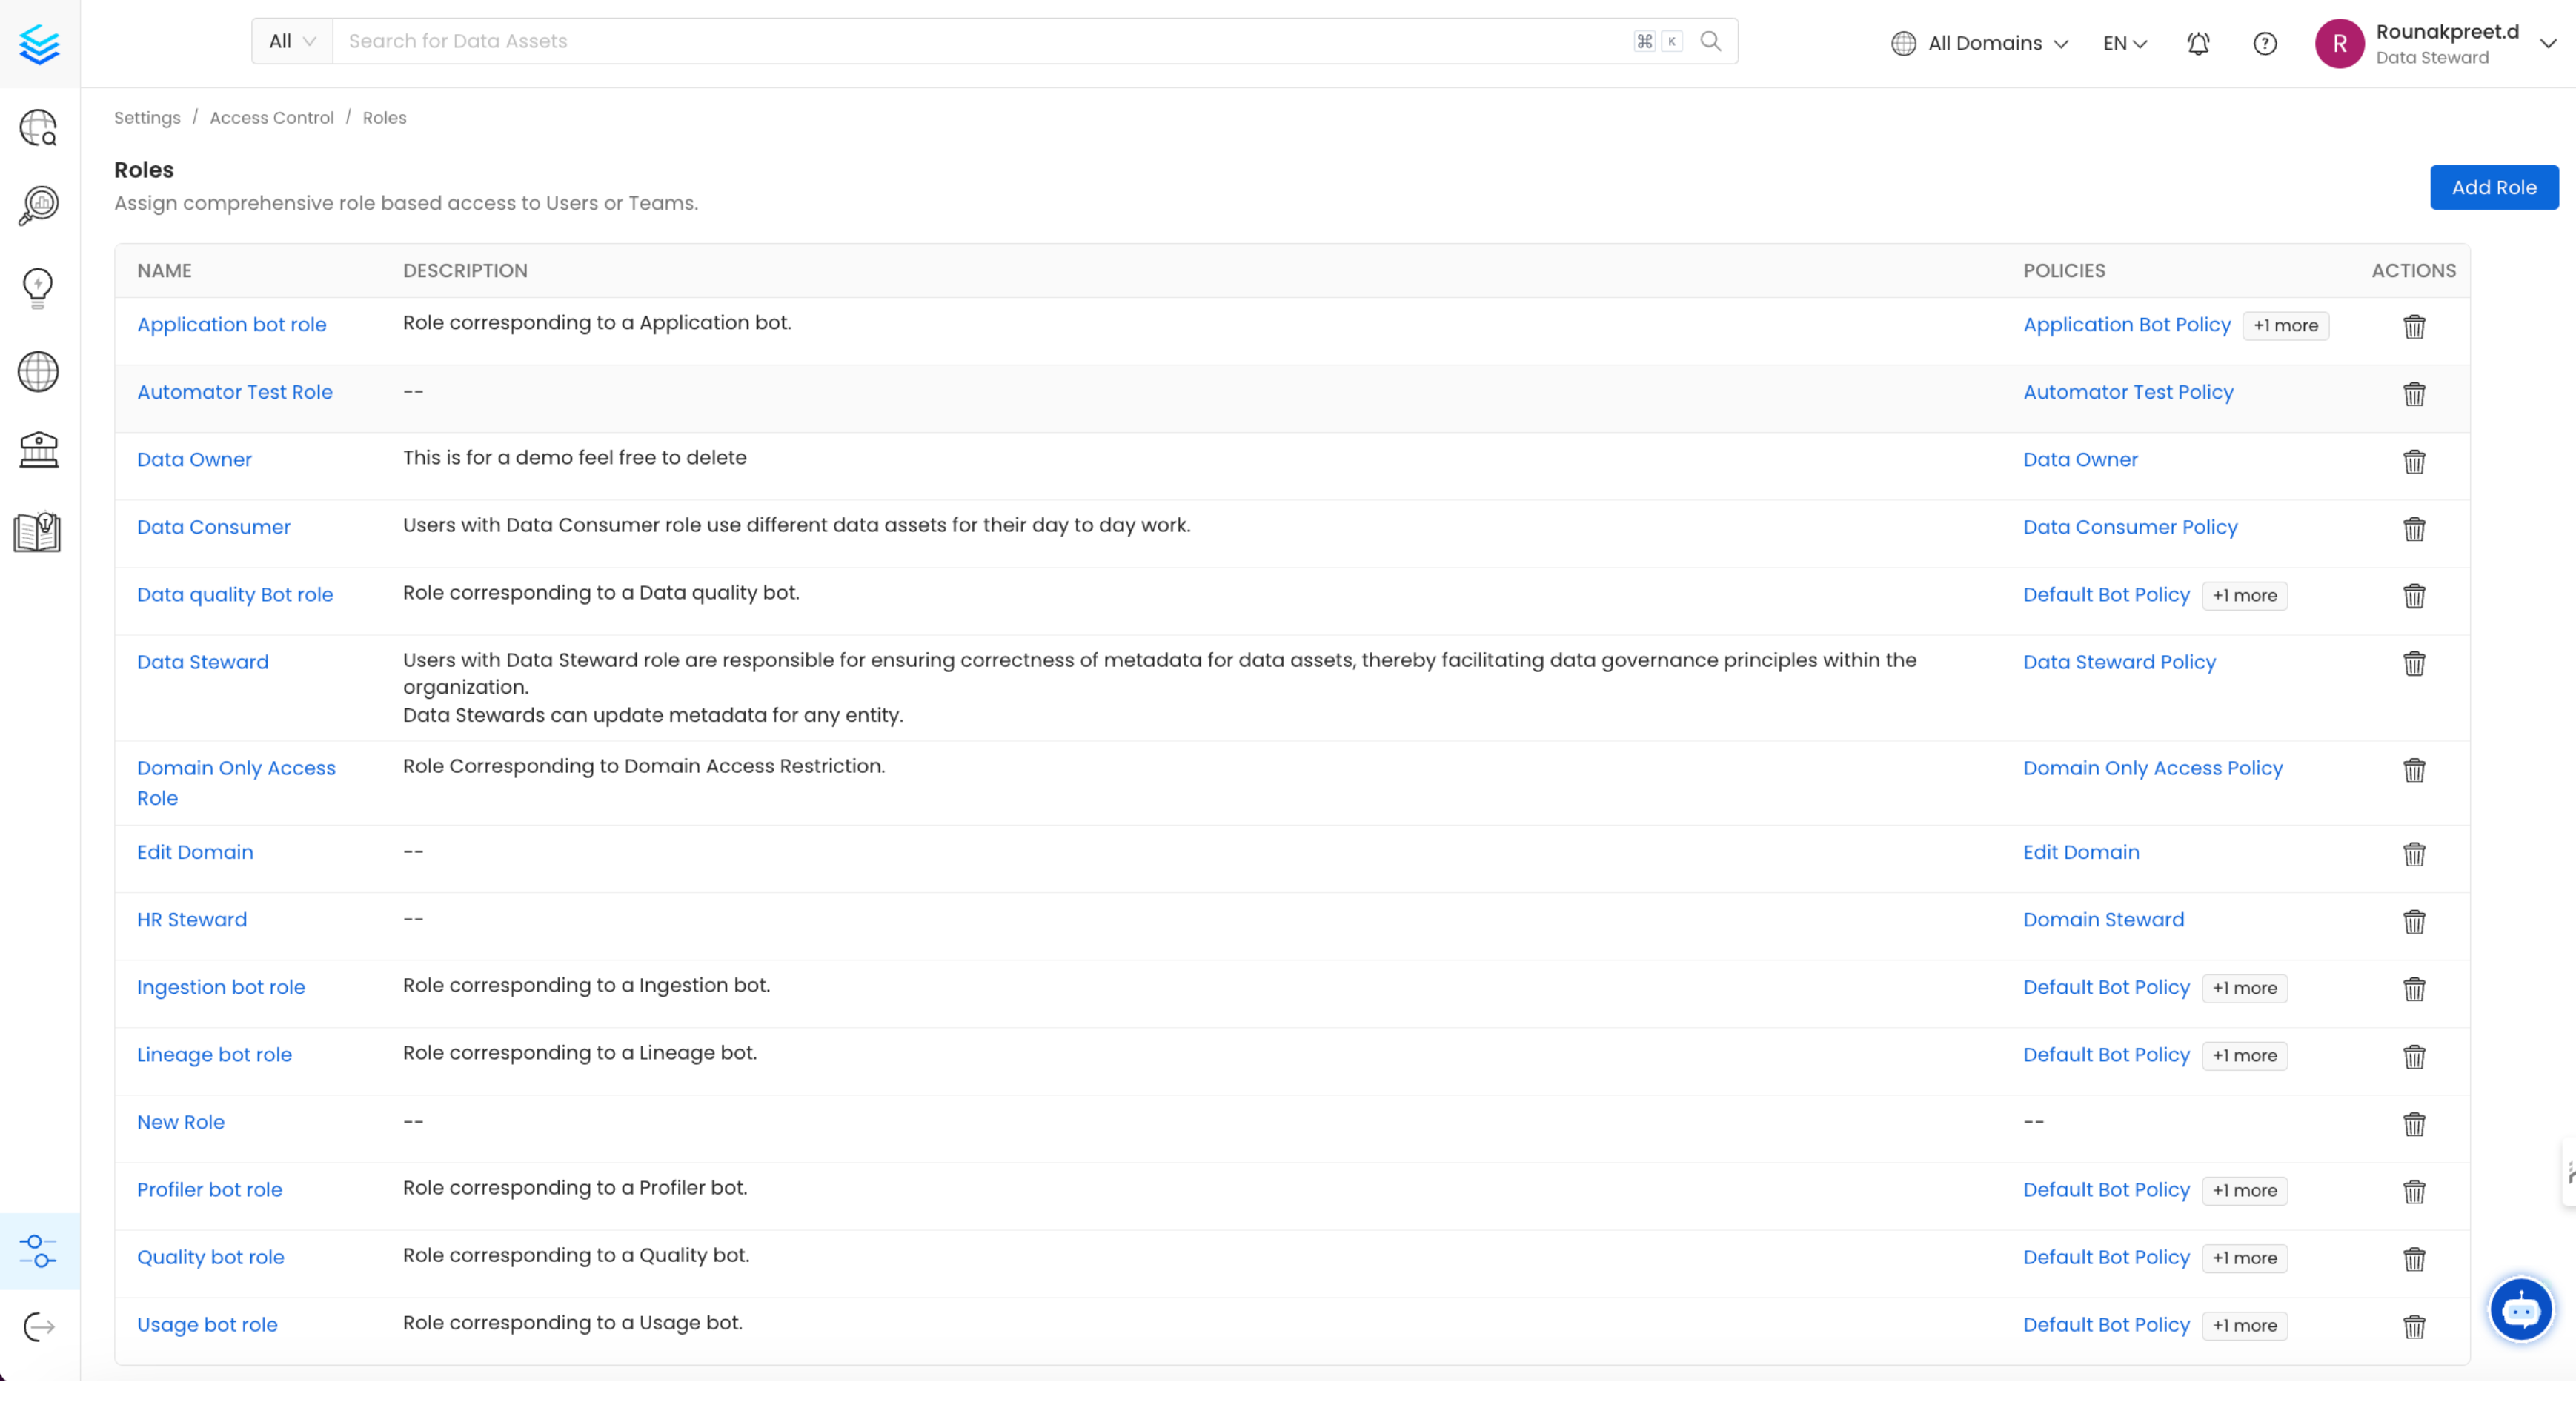 All
Search for Data Assets
⌘ K
All Domains
EN
R
Rounakpreet.d
Data Steward
Settings / Access Control / Roles
Roles
Assign comprehensive role based access to Users or Teams.
Add Role
NAME DESCRIPTION POLICIES ACTIONS
Application bot role Role corresponding to a Application bot. Application Bot Policy +1 more
Automator Test Role -- Automator Test Policy
Data Owner This is for a demo feel free to delete Data Owner
Data Consumer Users with Data Consumer role use different data assets for their day to day work. Data Consumer Policy
Data quality Bot role Role corresponding to a Data quality bot. Default Bot Policy +1 more
Data Steward Users with Data Steward role are responsible for ensuring correctness of metadata for data assets, thereby facilitating data governance principles within the Data Steward Policy
organization.
Data Stewards can update metadata for any entity.
Domain Only Access Role Corresponding to Domain Access Restriction. Domain Only Access Policy
Role
Edit Domain -- Edit Domain
HR Steward -- Domain Steward
Ingestion bot role Role corresponding to a Ingestion bot. Default Bot Policy +1 more
Lineage bot role Role corresponding to a Lineage bot. Default Bot Policy +1 more
New Role -- --
Profiler bot role Role corresponding to a Profiler bot. Default Bot Policy +1 more
Quality bot role Role corresponding to a Quality bot. Default Bot Policy +1 more
Usage bot role Role corresponding to a Usage bot. Default Bot Policy +1 more